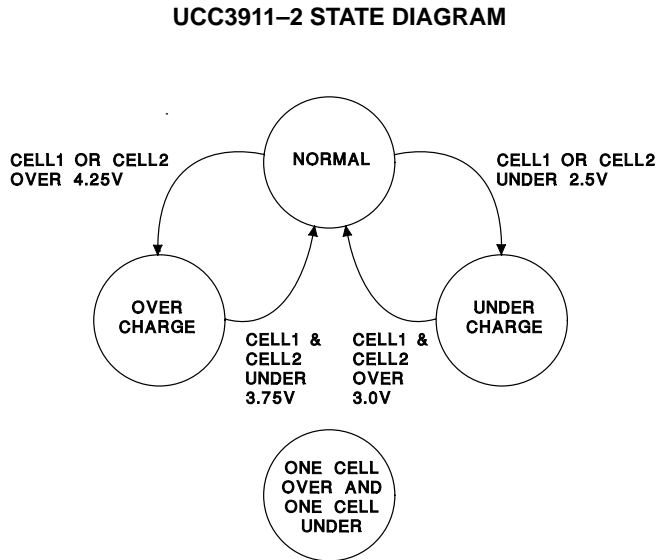 UCC3911–2 STATE DIAGRAM
NORMAL
CELL1 OR CELL2
OVER 4.25V
CELL1 OR CELL2
UNDER 2.5V
OVER
CHARGE
UNDER
CHARGE
CELL1 &
CELL2
UNDER
3.75V
CELL1 &
CELL2
OVER
3.0V
ONE CELL
OVER AND
ONE CELL
UNDER